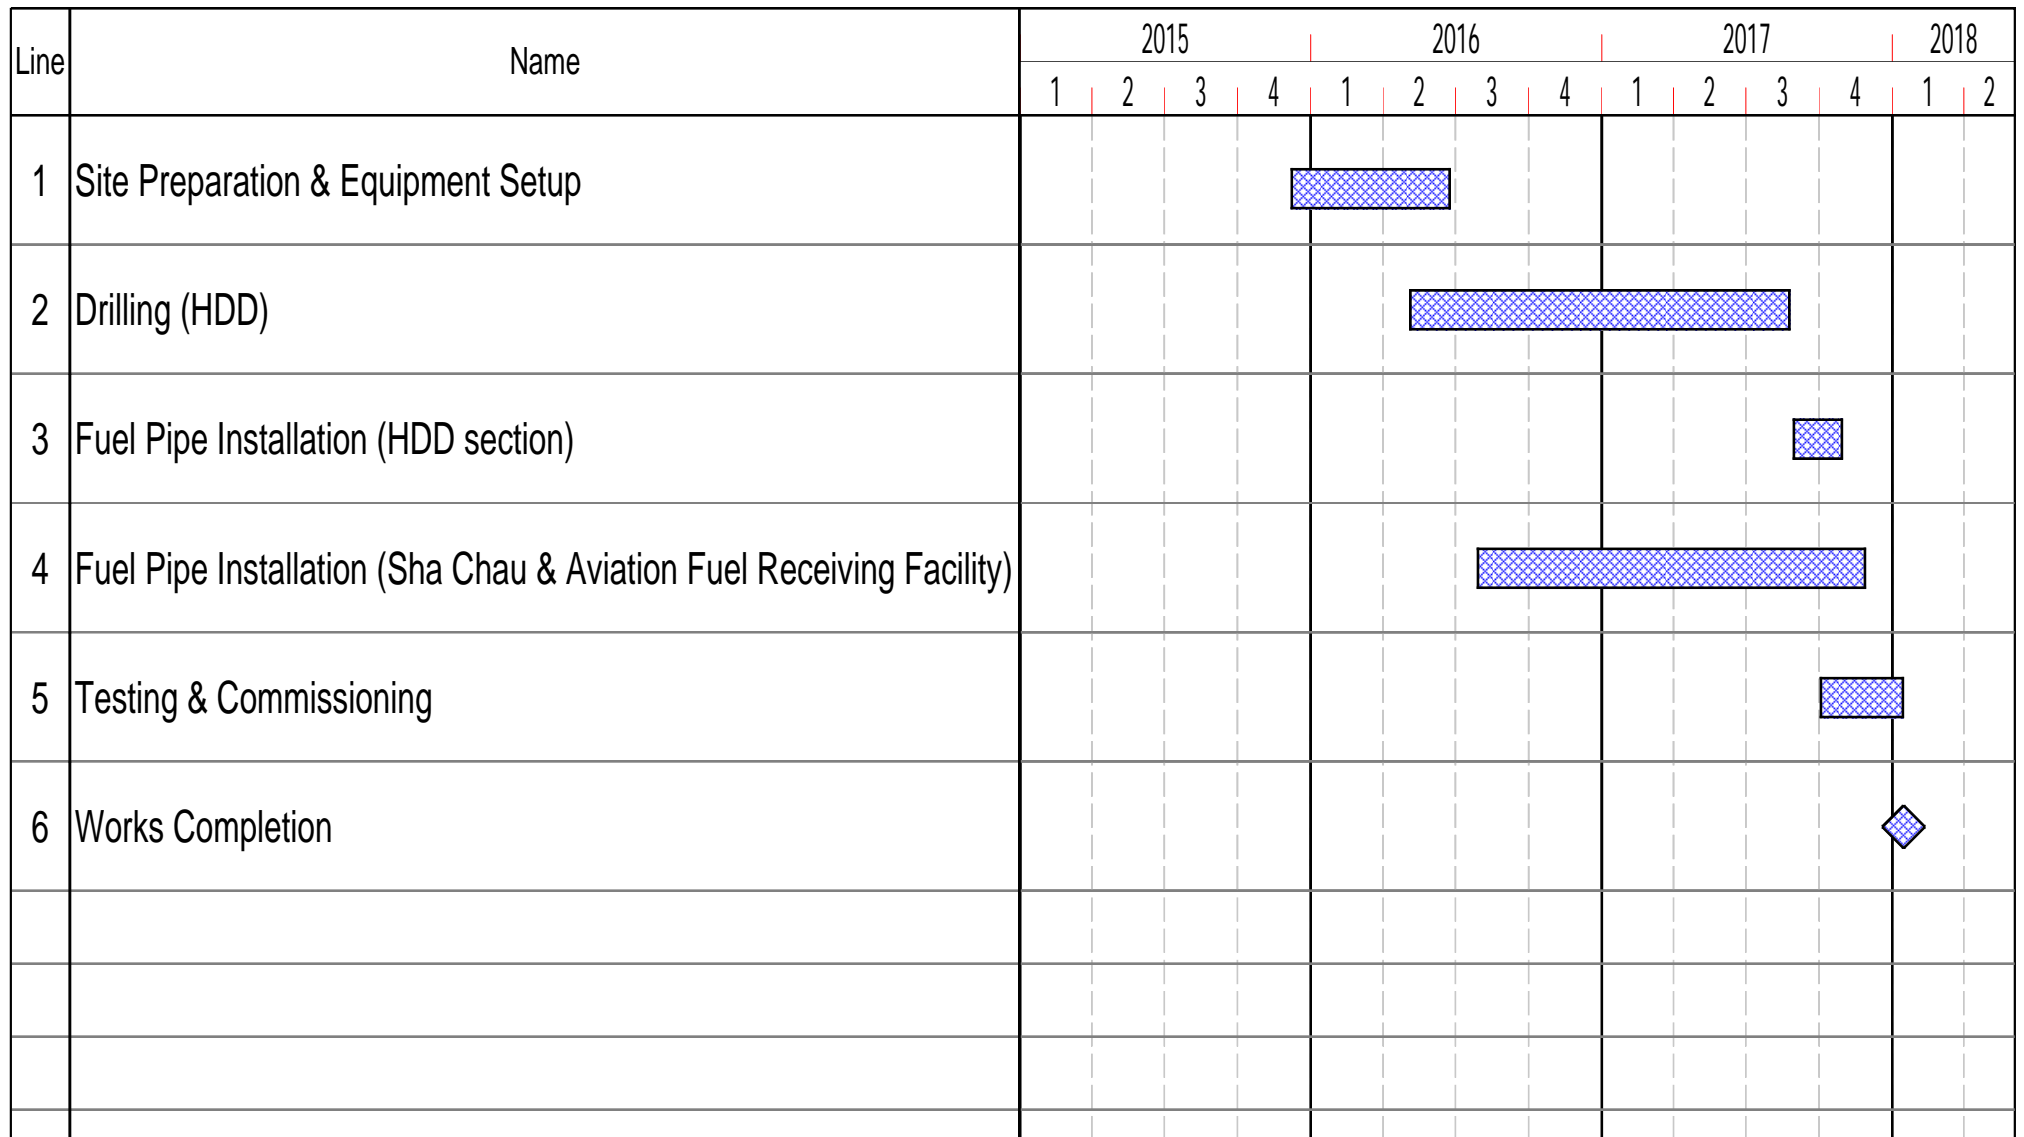 Line Name 2015 2016 2017 2018
1 2 3 4 1 2 3 4 1 2 3 4 1 2
1 Site Preparation & Equipment Setup
2 Drilling (HDD)
3 Fuel Pipe Installation (HDD section)
4 Fuel Pipe Installation (Sha Chau & Aviation Fuel Receiving Facility)
5 Testing & Commissioning
6 Works Completion